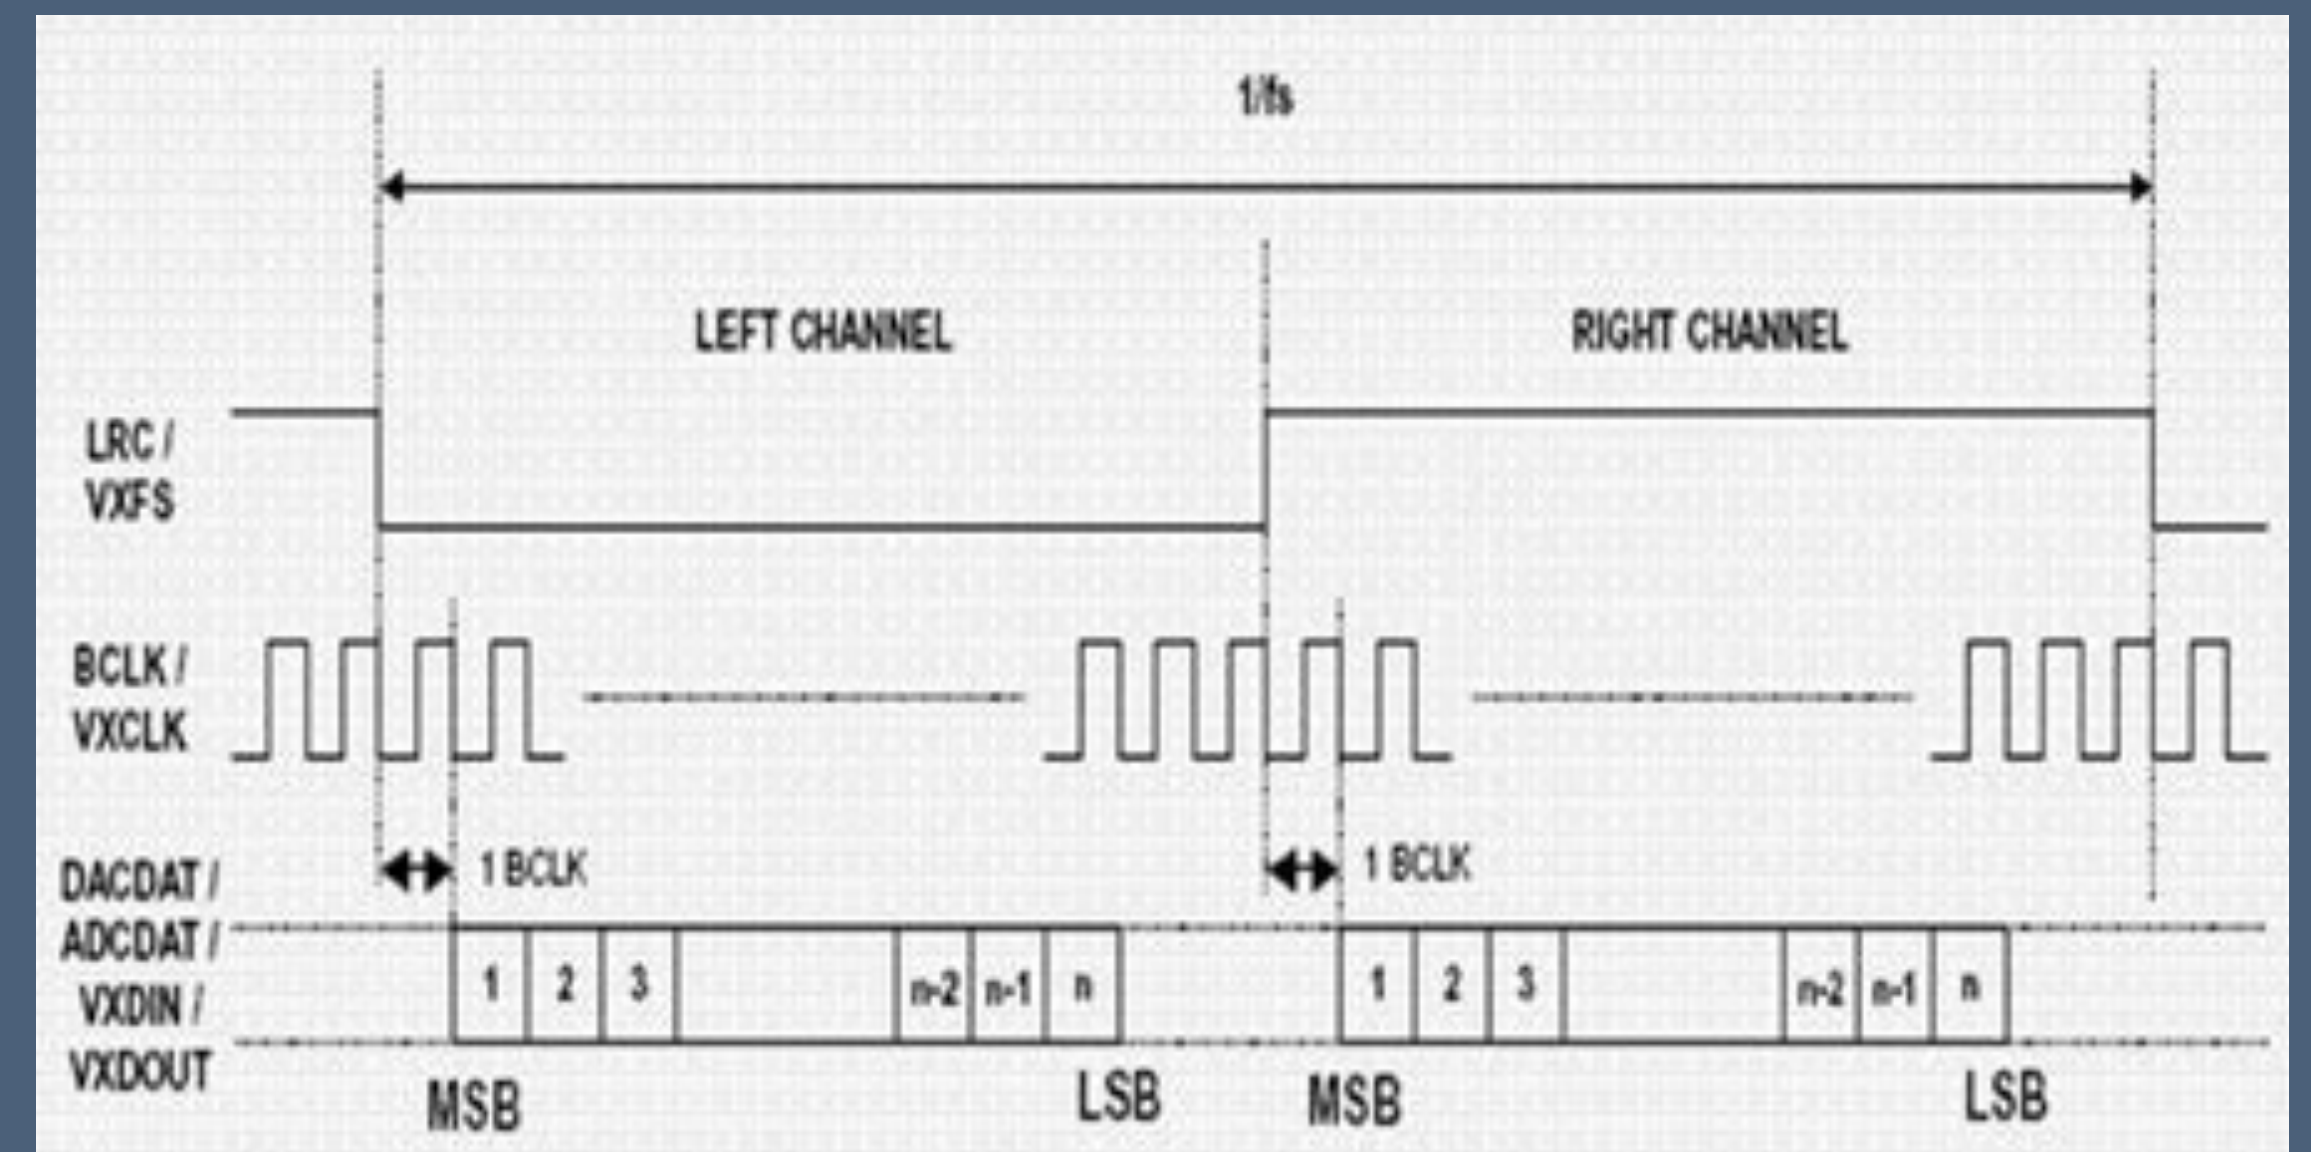 1/fs
LEFT CHANNEL
RIGHT CHANNEL
LRC /
VXFS
BCLK /
VXCLK
1 BCLK
1 BCLK
DACDAT /
ADCDAT /
VXDIN /
VXDOUT
1 2 3 n-2 n-1 n
1 2 3 n-2 n-1 n
MSB LSB MSB LSB